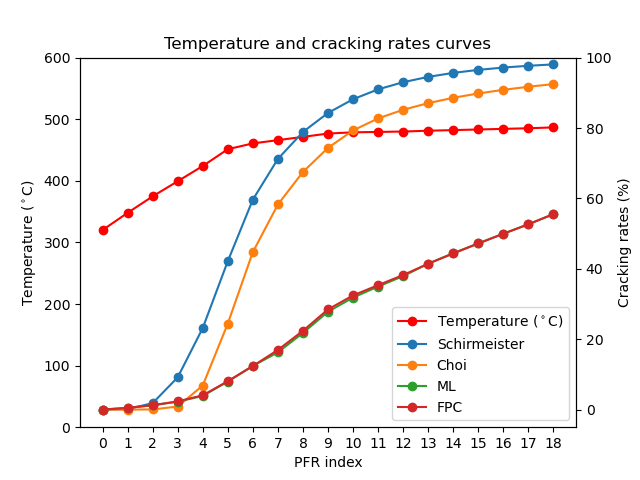 Temperature and cracking rates curves
600
500
400
300
200
100
0
Temperature (°C)
100
80
60
40
20
0
Cracking rates (%)
Temperature (°C)
Schirmeister
Choi
ML
FPC
0 1 2 3 4 5 6 7 8 9 10 11 12 13 14 15 16 17 18
PFR index